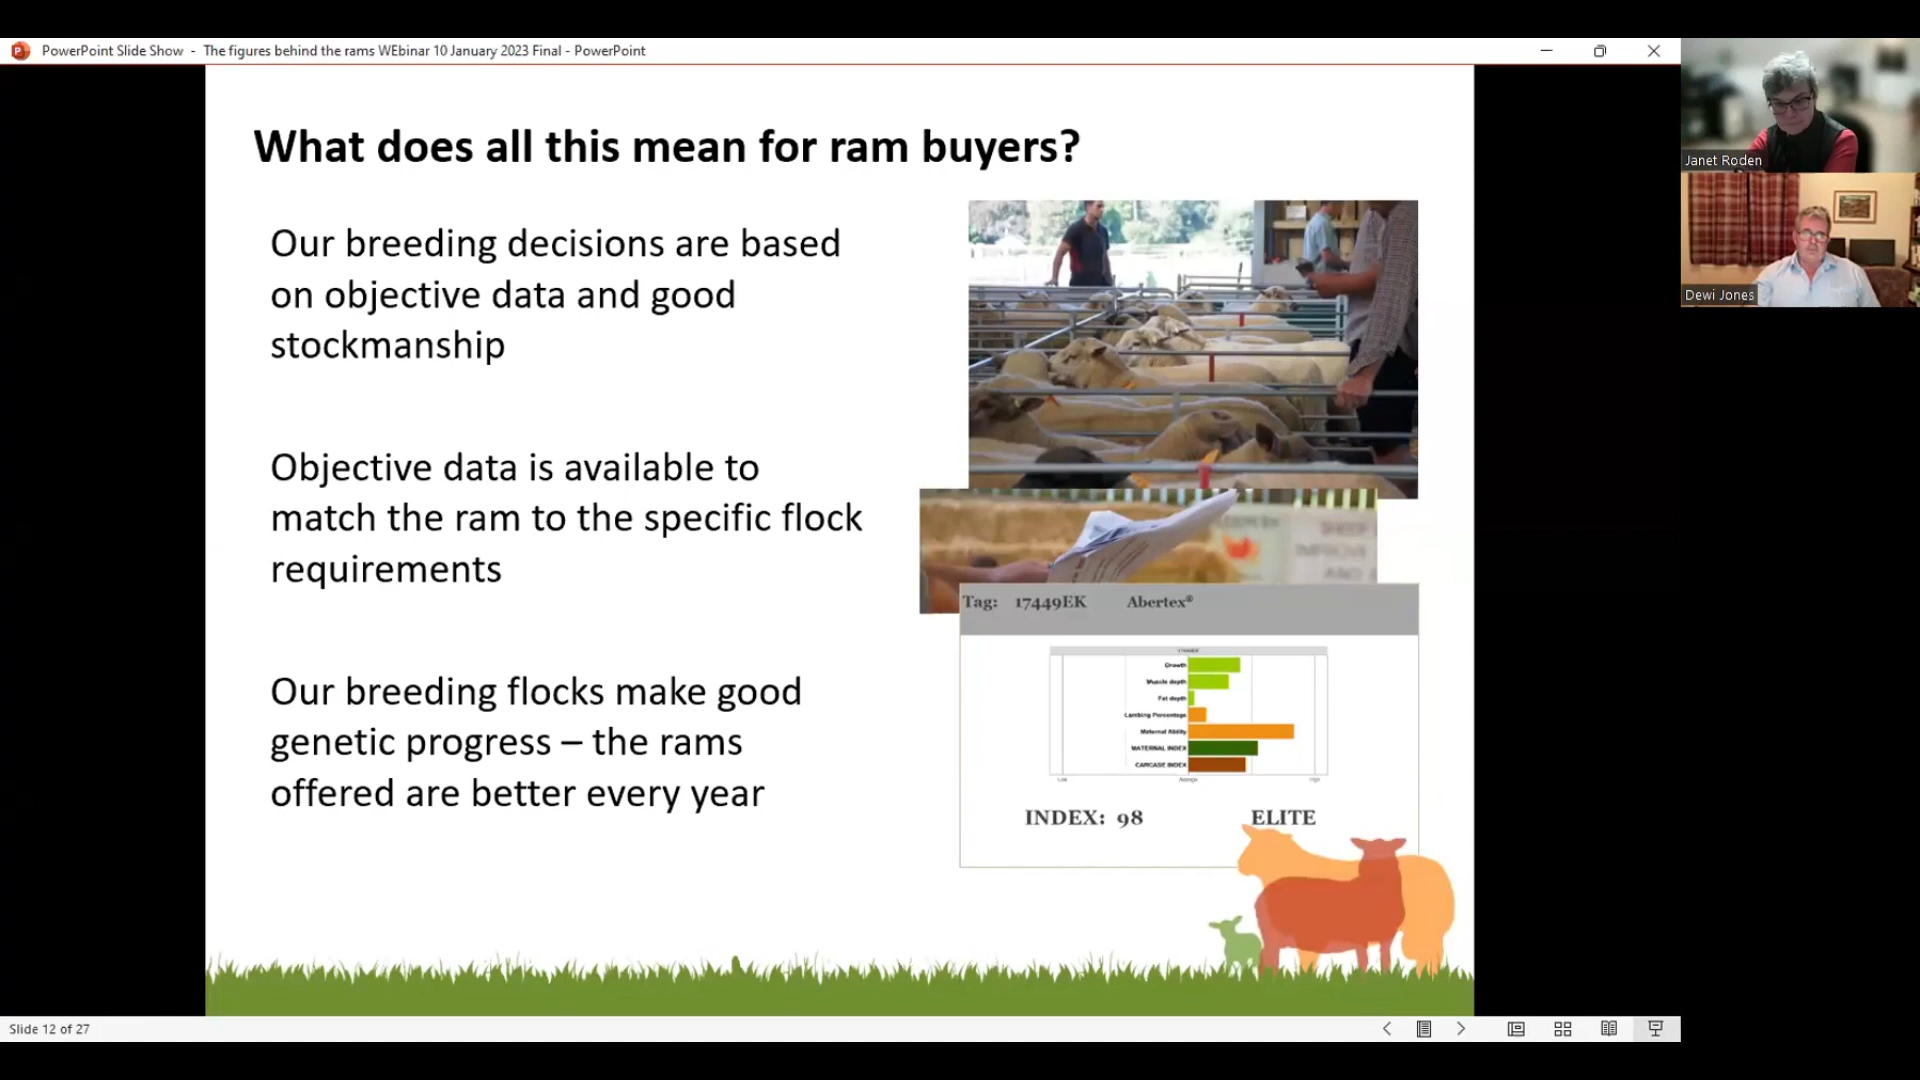 PowerPoint Slide Show - The figures behind the rams WEbinar 10 January 2023 Final - PowerPoint
Janet Roden
Dewi Jones
What does all this mean for ram buyers?
Our breeding decisions are based
on objective data and good
stockmanship
Objective data is available to
match the ram to the specific flock
requirements
Our breeding flocks make good
genetic progress – the rams
offered are better every year
Tag: 17449EK Abertex®
Growth
Muscle depth
Fat depth
Lambing Percentage
Maternal Ability
MATERNAL INDEX
CARCASE INDEX
Low Average High
INDEX: 98 ELITE
Slide 12 of 27